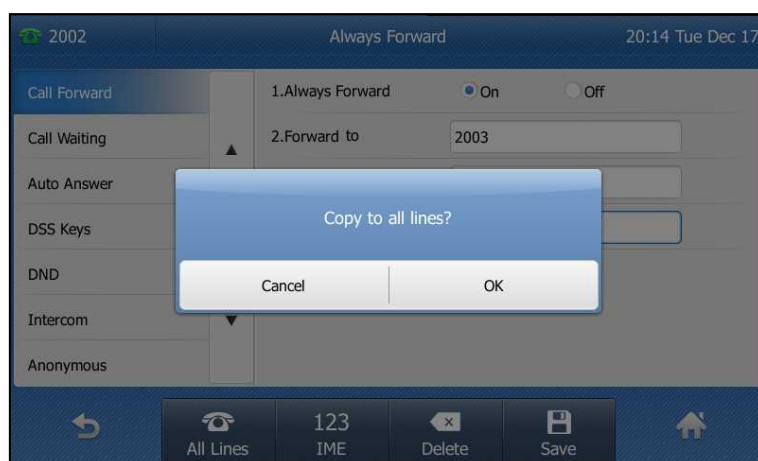 2002 Always Forward 20:14 Tue Dec 17
Call Forward
Call Waiting
Auto Answer
DSS Keys
DND
Intercom
Anonymous
1.Always Forward On Off
2.Forward to 2003
Copy to all lines?
Cancel OK
All Lines
123
IME
Delete
Save